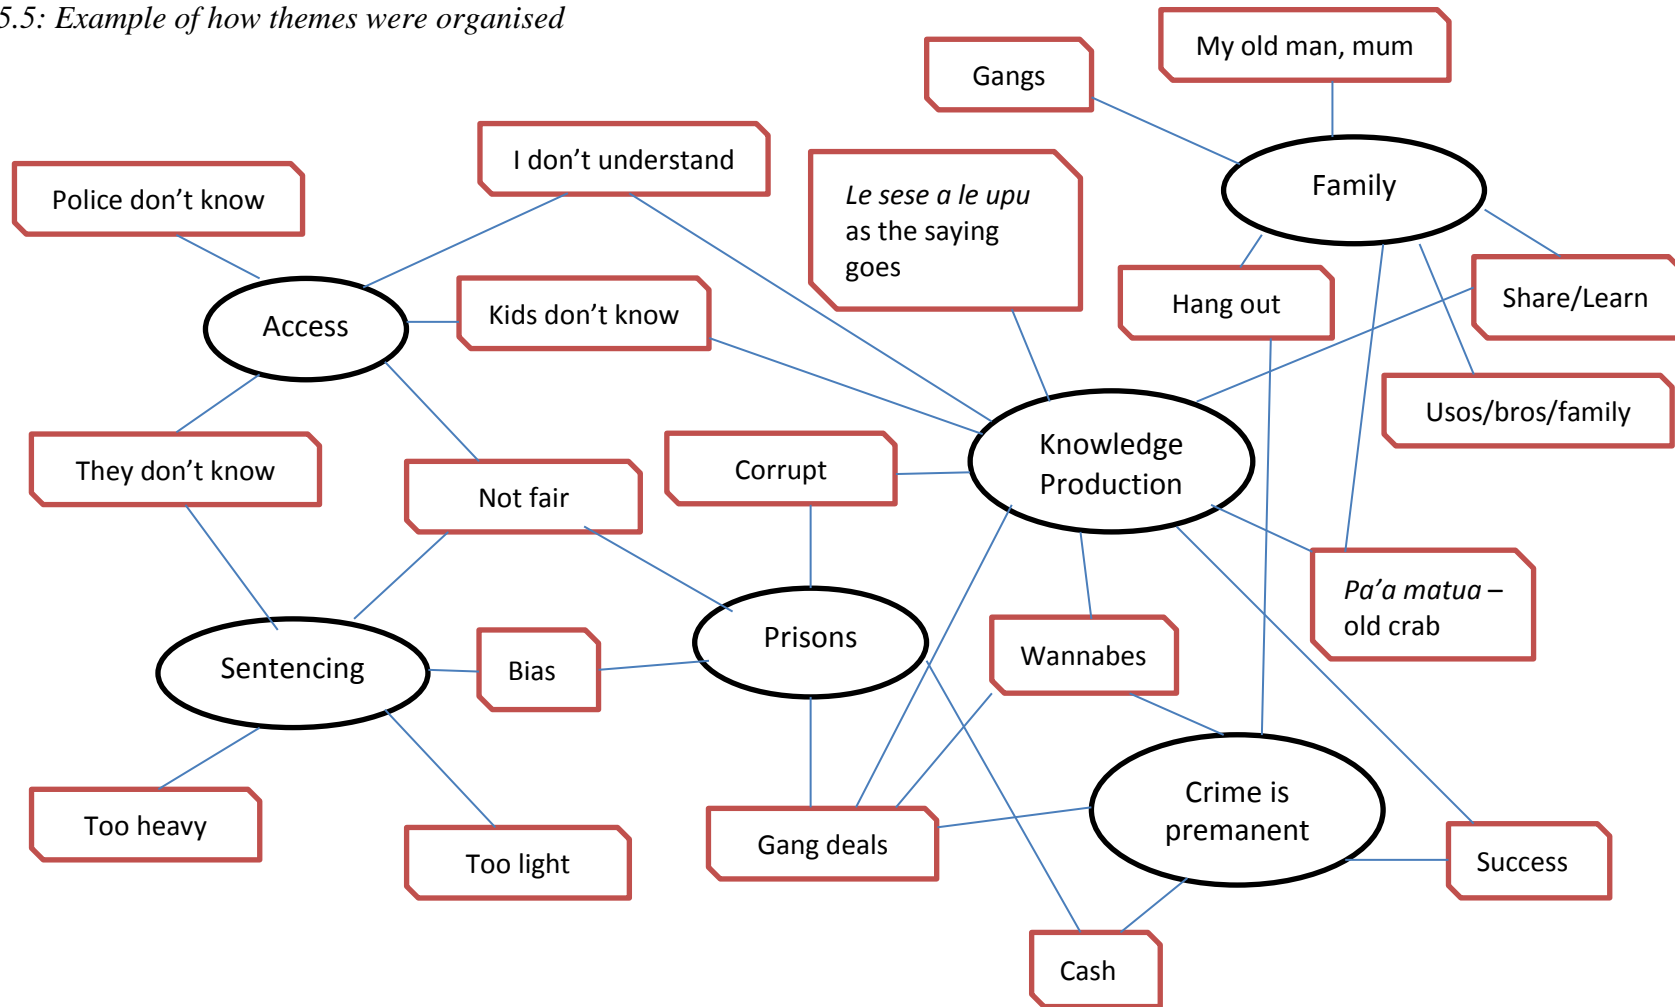 5.5: Example of how themes were organised
My old man, mum
Gangs
I don’t understand
Police don’t know
Le sese a le upu
as the saying
goes
Family
Hang out
Share/Learn
Access
Kids don’t know
Usos/bros/family
They don’t know
Not fair
Corrupt
Knowledge
Production
Pa’a matua –
old crab
Sentencing
Bias
Prisons
Wannabes
Too heavy
Too light
Gang deals
Crime is
premanent
Success
Cash